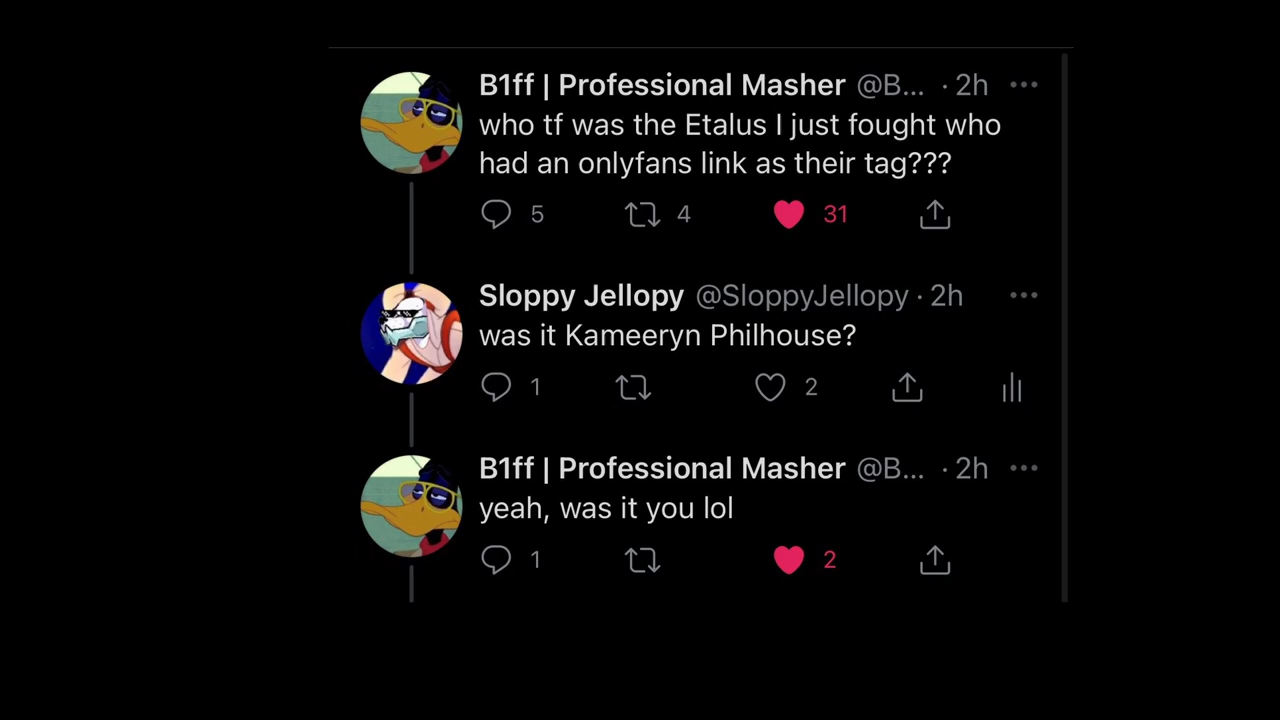 B1ff | Professional Masher @B... · 2h
who tf was the Etalus I just fought who
had an onlyfans link as their tag???
5 4 31
Sloppy Jellopy @SloppyJellopy · 2h
was it Kameeryn Philhouse?
1 2
B1ff | Professional Masher @B... · 2h
yeah, was it you lol
1 2